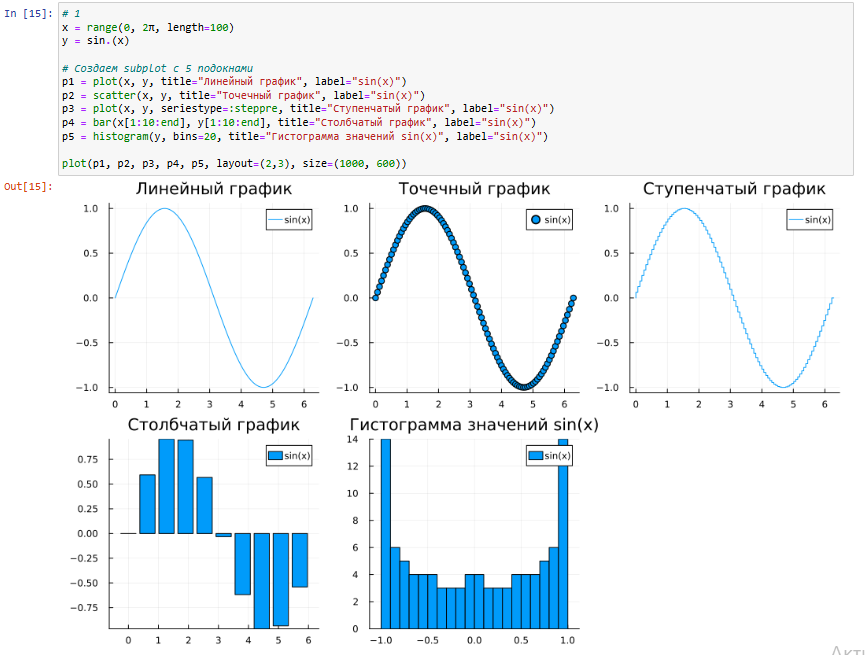 In [15]:
# 1
x = range(0, 2π, length=100)
y = sin.(x)
# Создаем subplot с 5 подокнами
p1 = plot(x, y, title="Линейный график", label="sin(x)")
p2 = scatter(x, y, title="Точечный график", label="sin(x)")
p3 = plot(x, y, seriestype=:steppre, title="Ступенчатый график", label="sin(x)")
p4 = bar(x[1:10:end], y[1:10:end], title="Столбчатый график", label="sin(x)")
p5 = histogram(y, bins=20, title="Гистограмма значений sin(x)", label="sin(x)")
plot(p1, p2, p3, p4, p5, layout=(2,3), size=(1000, 600))
Out[15]:
Линейный график
sin(x)
1.0
0.5
0.0
−0.5
−1.0
0 1 2 3 4 5 6
Точечный график
sin(x)
1.0
0.5
0.0
−0.5
−1.0
0 1 2 3 4 5 6
Ступенчатый график
sin(x)
1.0
0.5
0.0
−0.5
−1.0
0 1 2 3 4 5 6
Столбчатый график
sin(x)
0.75
0.50
0.25
0.00
−0.25
−0.50
−0.75
0 1 2 3 4 5 6
Гистограмма значений sin(x)
sin(x)
14
12
10
8
6
4
2
0
−1.0 −0.5 0.0 0.5 1.0